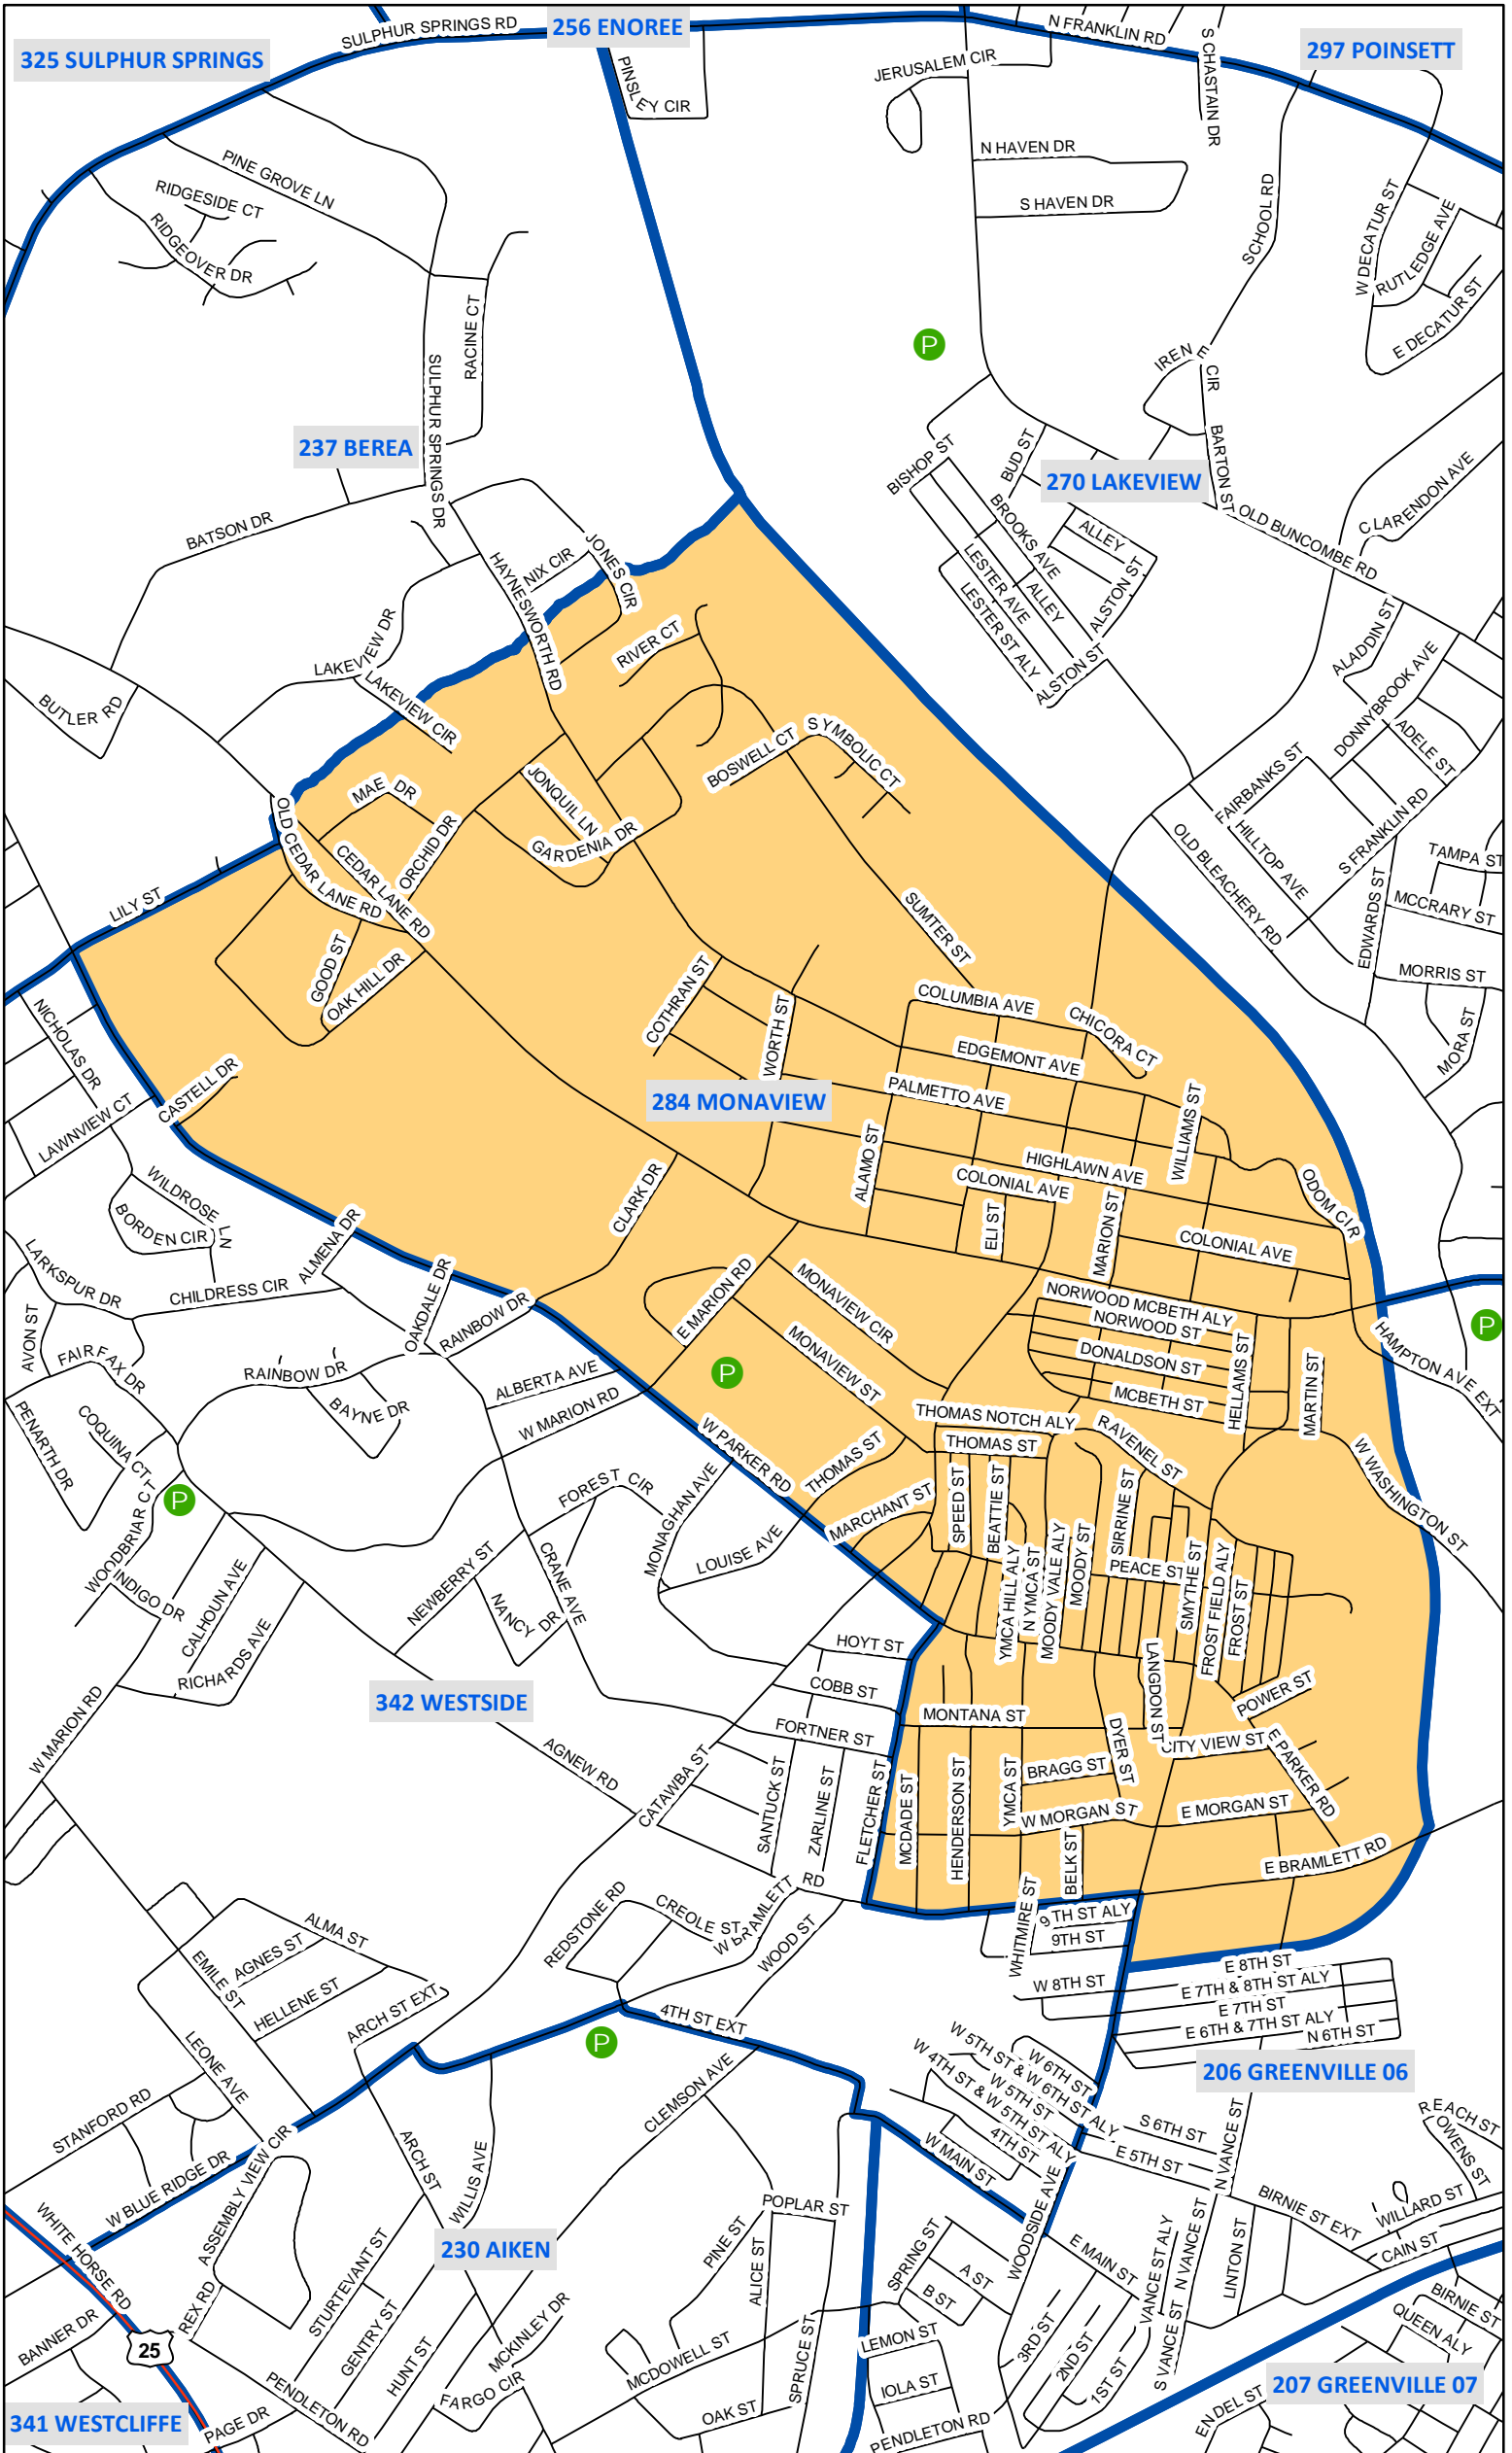 SULPHUR SPRINGS RD
256 ENOREE
N FRANKLIN RD
325 SULPHUR SPRINGS
297 POINSETT
PINSLEY CIR
JERUSALEM CIR
S CHASTAIN DR
N HAVEN DR
S HAVEN DR
SCHOOL RD
W DECATUR ST
RUTLEDGE AVE
E DECATUR ST
PINE GROVE LN
RIDGESIDE CT
RIDGEOVER DR
RACINE CT
SULPHUR SPRINGS DR
P
IRENE CIR
237 BEREA
BARTON ST
BISHOP ST
BUD ST
270 LAKEVIEW
BROOKS AVE
OLD BUNCOMBE RD
CLARENDON AVE
BATSON DR
ALLEY
LESTER AVE
ALLEY
ALSTON ST
LESTER ST ALY
ALSTON ST
HAYNESWORTH RD
NIX CIR
JONES CIR
RIVER CT
LAKEVIEW DR
LAKEVIEW CIR
BUTLER RD
ALADDIN ST
DONNYBROOK AVE
ADELE ST
FAIRBANKS ST
HILLTOP AVE
S FRANKLIN RD
OLD BLEACHERY RD
TAMPA ST
MCCRARY ST
EDWARDS ST
MORRIS ST
MORA ST
BOSWELL CT
SYMBOLIC CT
MAE DR
JONQUIL LN
GARDENIA DR
ORCHID DR
OLD CEDAR LANE RD
CEDAR LANE RD
LILY ST
GOOD ST
OAK HILL DR
SUMTER ST
COTHRAN ST
WORTH ST
COLUMBIA AVE
CHICORA CT
EDGEMONT AVE
PALMETTO AVE
284 MONAVIEW
WILLIAMS ST
ALAMO ST
HIGHLAWN AVE
COLONIAL AVE
ODOM CIR
ELI ST
MARION ST
COLONIAL AVE
NICHOLAS DR
CASTELL DR
LAWNVIEW CT
WILDROSE LN
BORDEN CIR
CLARK DR
ALMENA DR
LARKSPUR DR
CHILDRESS CIR
OAKDALE DR
RAINBOW DR
AVON ST
FAIRFAX DR
RAINBOW DR
BAYNE DR
E MARION RD
MONAVIEW CIR
MONAVIEW ST
P
P
NORWOOD MCBETH ALY
NORWOOD ST
DONALDSON ST
MCBETH ST
HELLAMS ST
MARTIN ST
HAMPTON AVE EXT
W WASHINGTON ST
ALBERTA AVE
W MARION RD
W PARKER RD
THOMAS NOTCH ALY
THOMAS ST
THOMAS ST
RAVENEL ST
PENARTH DR
COQUINA CT
P
WOODBRIAR CT
INDIGO DR
CALHOUN AVE
RICHARDS AVE
FOREST CIR
MONAGHAN AVE
MARCHANT ST
LOUISE AVE
SPEED ST
BEATTIE ST
YMCA HILL ALY
N YMCA ST
MOODY VALE ALY
MOODY ST
SIRRINE ST
PEACE ST
SMYTHE ST
FROST FIELD ALY
FROST ST
NEWBERRY ST
CRANE AVE
NANCY DR
HOYT ST
COBB ST
FORTNER ST
LANGDON ST
POWER ST
MONTANA ST
DYER ST
CITY VIEW ST
E PARKER RD
W MARION RD
342 WESTSIDE
AGNEW RD
CATAWBA ST
SANTUCK ST
ZARLINE ST
FLETCHER ST
MCDADE ST
HENDERSON ST
YMCA ST
BRAGG ST
W MORGAN ST
E MORGAN ST
BELK ST
E BRAMLETT RD
W BRAMLETT RD
REDSTONE RD
CREOLE ST
WOOD ST
WHITMIRE ST
9TH ST ALY
9TH ST
W 8TH ST
E 8TH ST
E 7TH & 8TH ST ALY
E 7TH ST
E 6TH & 7TH ST ALY
N 6TH ST
ALMA ST
AGNES ST
EMILE ST
HELLENE ST
ARCH ST EXT
4TH ST EXT
P
LEONE AVE
CLEMSON AVE
W 6TH ST
W 5TH ST & W 6TH ST ALY
W 5TH ST
W 4TH ST & W 5TH ST ALY
4TH ST
W MAIN ST
206 GREENVILLE 06
S 6TH ST
E 5TH ST
N VANCE ST
REACH ST
OWENS ST
STANFORD RD
W BLUE RIDGE DR
ASSEMBLY VIEW CIR
ARCH ST
WILLIS AVE
WOODSIDE AVE
BIRNIE ST EXT
WILLARD ST
CAIN ST
WHITE HORSE RD
POPLAR ST
PINE ST
ALICE ST
SPRING ST
A ST
B ST
E MAIN ST
VANCE ST ALY
N VANCE ST
LINTON ST
230 AIKEN
STURTEVANT ST
REX RD
BANNER DR
25
GENTRY ST
HUNT ST
MCKINLEY DR
FARGO CIR
MCDOWELL ST
SPRUCE ST
LEMON ST
IOLA ST
OAK ST
PENDLETON RD
3RD ST
2ND ST
1ST ST
S VANCE ST
BIRNIE ST
QUEEN ALY
207 GREENVILLE 07
ENDEL ST
341 WESTCLIFFE
PAGE DR
PENDLETON RD